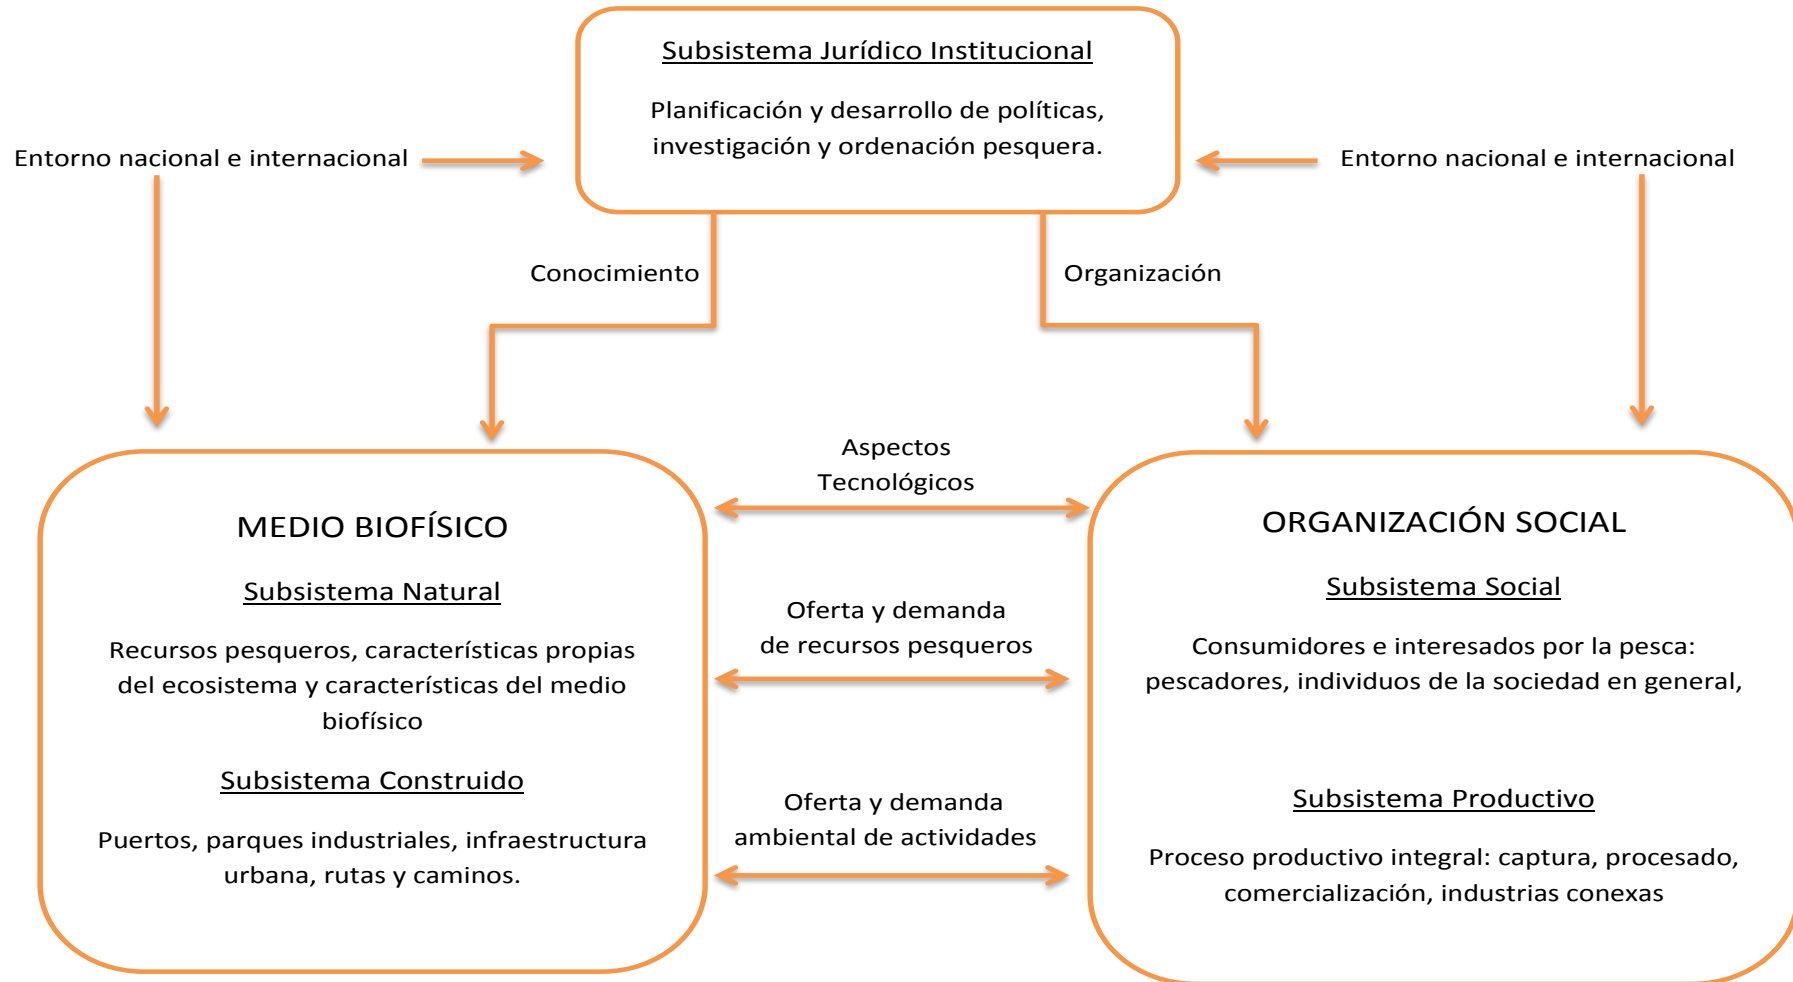 Subsistema Jurídico Institucional
Planificación y desarrollo de políticas,
investigación y ordenación pesquera.
Entorno nacional e internacional
Entorno nacional e internacional
Conocimiento
Organización
Aspectos
Tecnológicos
MEDIO BIOFÍSICO
Subsistema Natural
Recursos pesqueros, características propias
del ecosistema y características del medio
biofísico
Subsistema Construido
Puertos, parques industriales, infraestructura
urbana, rutas y caminos.
Oferta y demanda
de recursos pesqueros
Oferta y demanda
ambiental de actividades
ORGANIZACIÓN SOCIAL
Subsistema Social
Consumidores e interesados por la pesca:
pescadores, individuos de la sociedad en general,
Subsistema Productivo
Proceso productivo integral: captura, procesado,
comercialización, industrias conexas